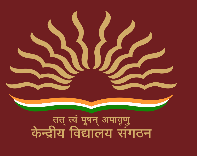 तत् त्वं पूषन् अपावृणु
केन्द्रीय विद्यालय संगठन